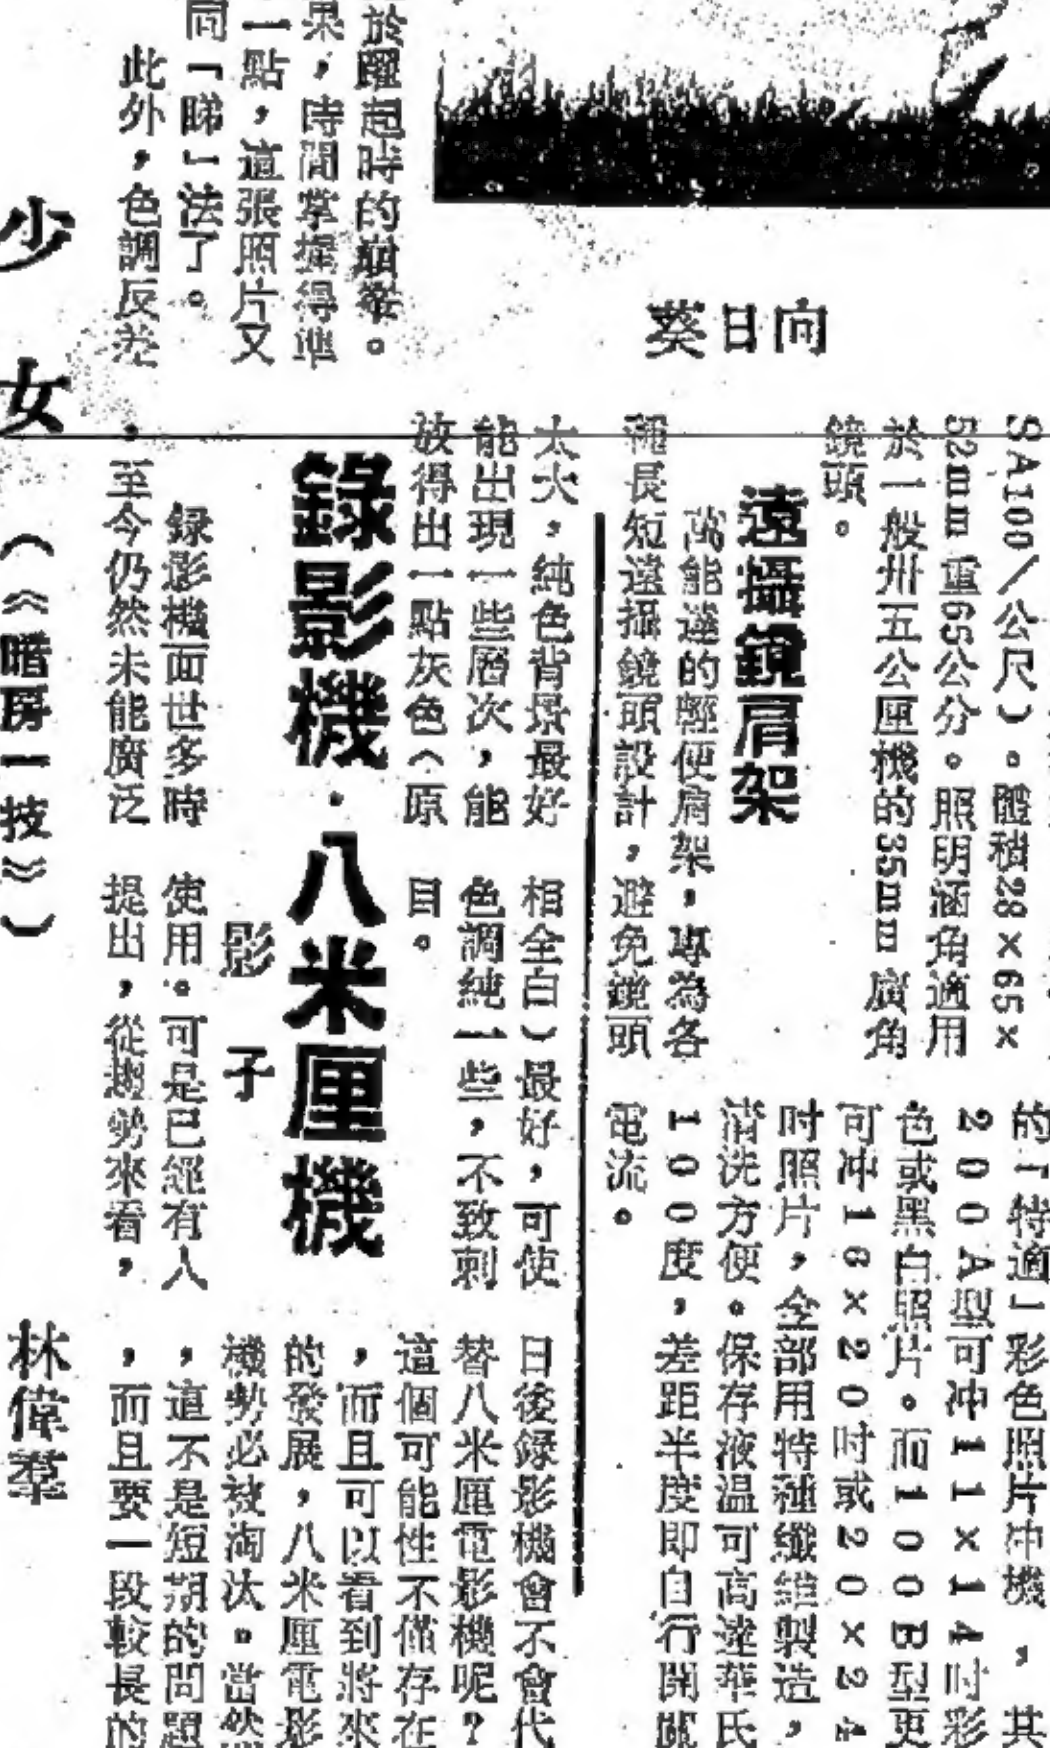 於躍起時的
果，時間掌握得準
一點，這張照片又
同「睇」法了。
此外，色調反差
少女
（《暗房一技》）
林偉羣
向日葵
SA100／公尺）。體積28×65×
52mm重65公分。照明涵角適用
於一般卅五公厘機的35mm廣角
鏡頭。
遠攝鏡肩架
萬能達的輕便肩架，專為各
種長短遠攝鏡頭設計，避免鏡頭
的「特適」彩色照片冲機、其
200A型可冲11×14吋彩
色或黑白照片。而100B型更
可冲16×20吋或20×24
吋照片，全部用特種纖維製造，
清洗方便。保存液溫可高達華氏
100度，差距半度即自行開關
電流。
太大，純色背景最好
能出現一些層次，能
放得出一點灰色（原
相全白）最好，可使
色調純一些，不致刺
目。
錄影機·八米厘機
影子
錄影機面世多時
，至今仍然未能廣泛
使用。可是已經有人
提出，從趨勢來看，
日後錄影機會不會代
替八米厘電影機呢？
這個可能性不僅存在
，而且可以看到將來
的發展，八米厘電影
機勢必被淘汰。當然
，這不是短期的問題
，而且要一段較長的